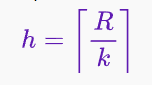 h = ⌈R/k⌉